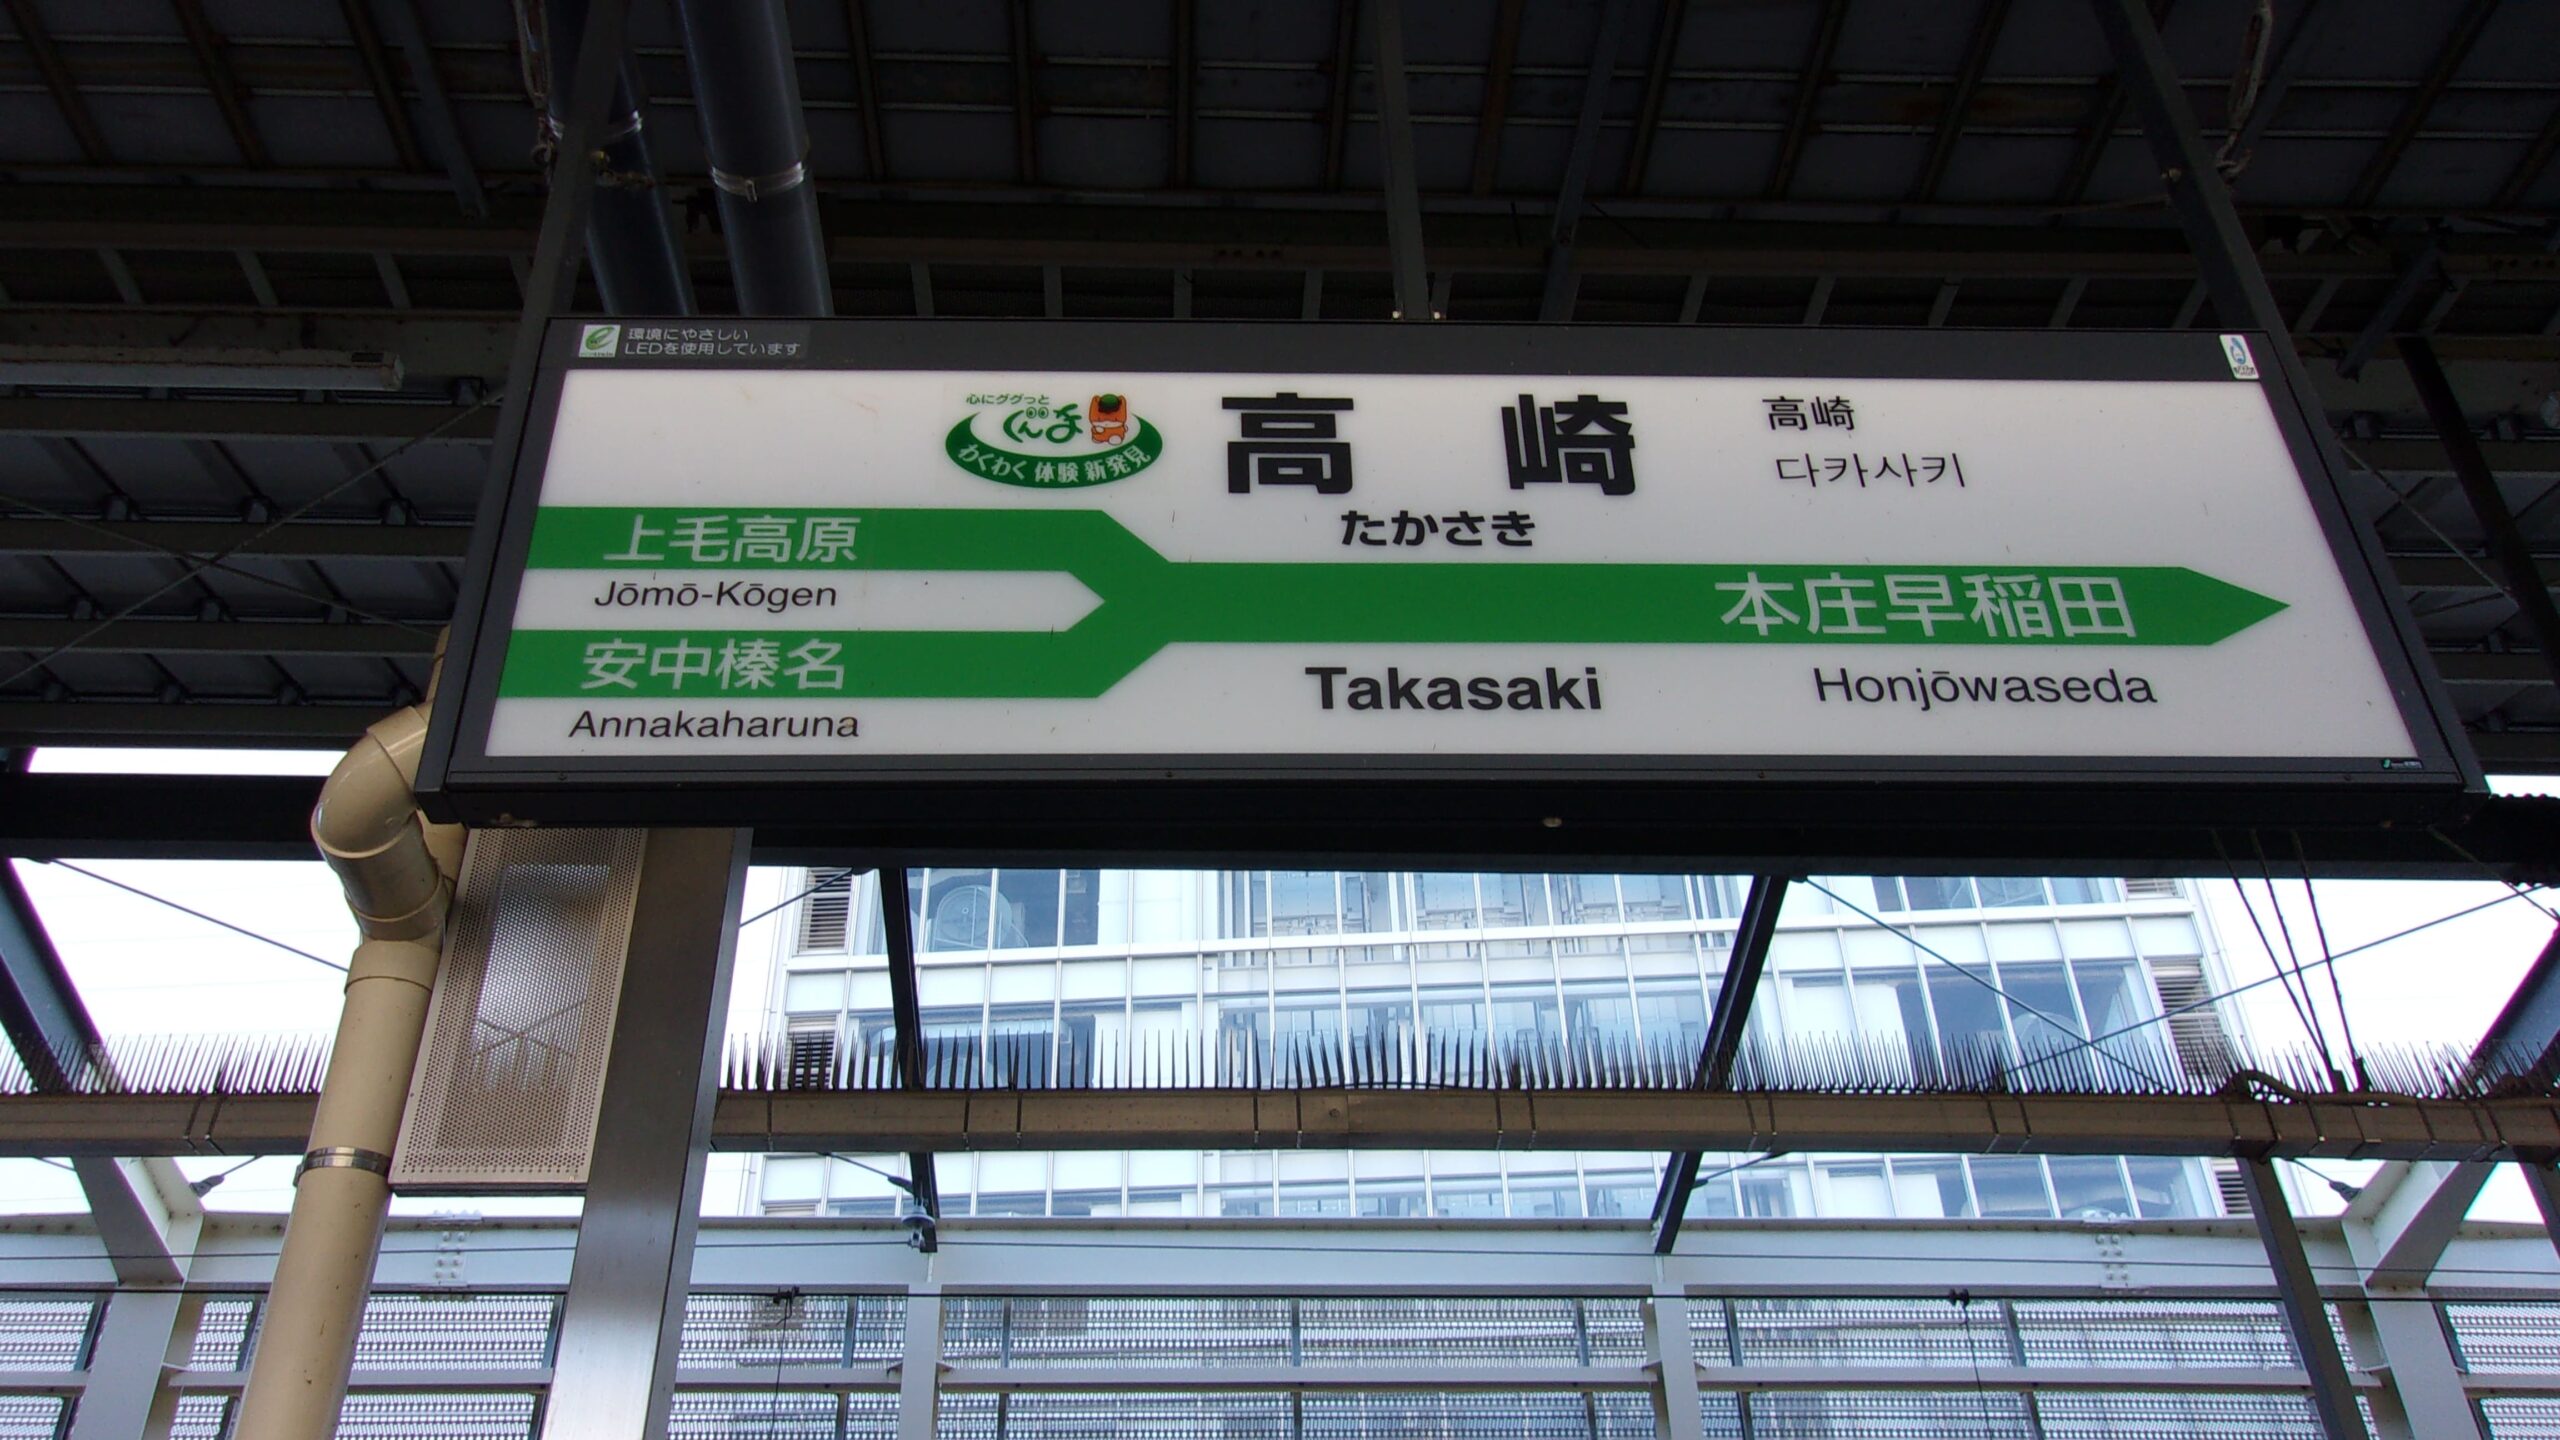 環境にやさしい
LEDを使用しています
心にググっと
ぐんま
わくわく 体験 新発見
高崎
たかさき
高崎
다카사키
上毛高原
Jōmō-Kōgen
安中榛名
Annakaharuna
本庄早稲田
Honjōwaseda
Takasaki